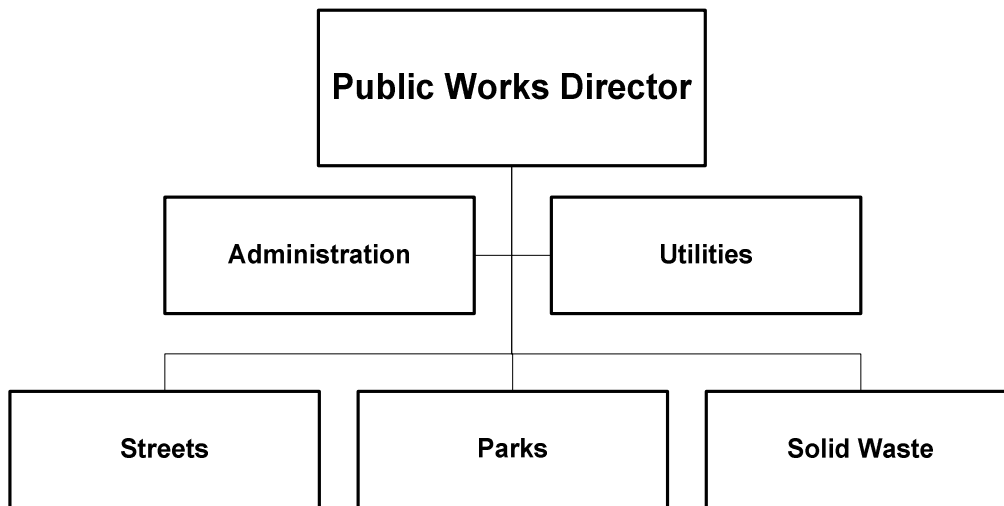 Public Works Director
Administration
Utilities
Streets
Parks
Solid Waste